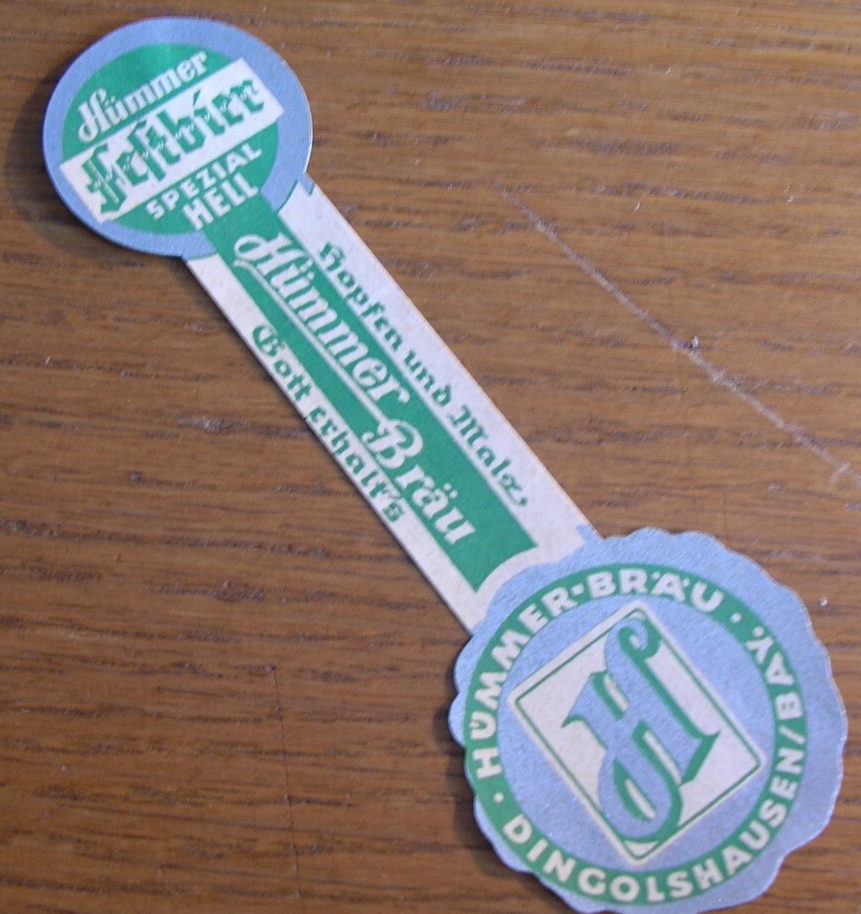 Hümmer
Festbier
SPEZIAL
HELL
Hopfen und Malz,
Hümmer Bräu
Gott erhalt's
· HÜMMER-BRÄU ·
H
DINGOLSHAUSEN/BAY.